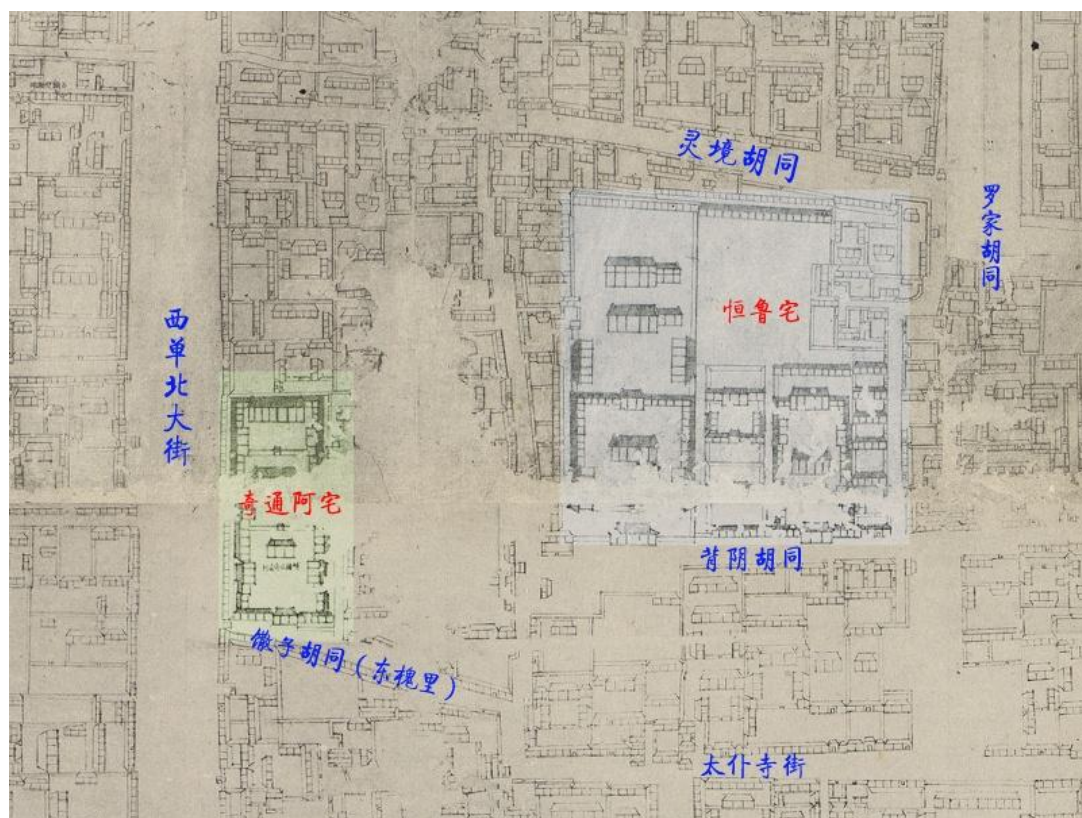 灵境胡同
罗家胡同
恒鲁宅
西单北大街
奇通阿宅
背阴胡同
馓子胡同（东槐里）
太仆寺街